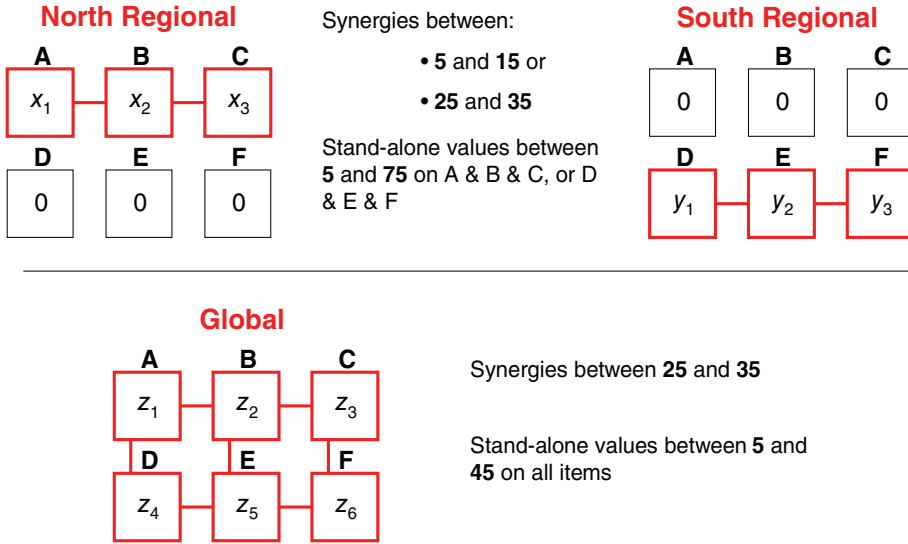 North Regional
A B C
x1 x2 x3
D E F
0 0 0
Synergies between:
• 5 and 15 or
• 25 and 35
Stand-alone values between
5 and 75 on A & B & C, or D
& E & F
South Regional
A B C
0 0 0
D E F
y1 y2 y3
Global
A B C
z1 z2 z3
D E F
z4 z5 z6
Synergies between 25 and 35
Stand-alone values between 5 and
45 on all items